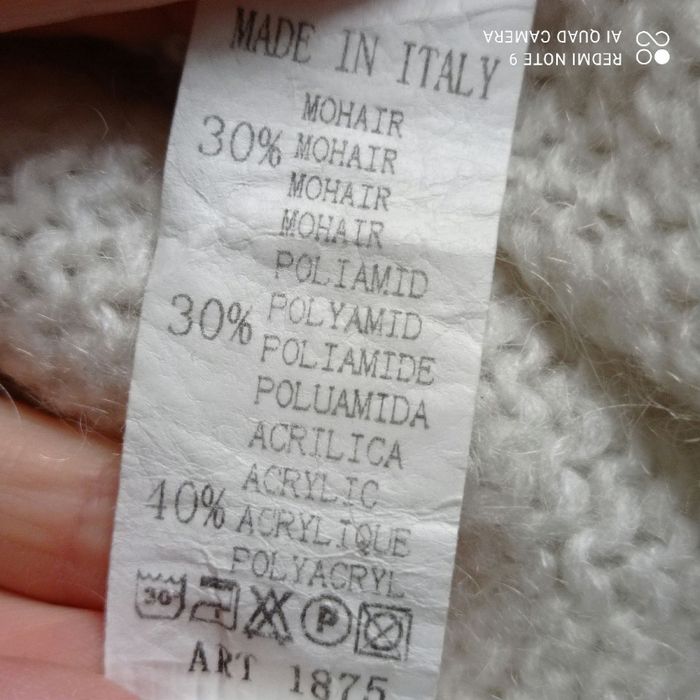 MADE IN ITALY
MOHAIR
30% MOHAIR
MOHAIR
MOHAIR
POLIAMID
30% POLYAMID
POLIAMIDE
POLUAMIDA
ACRILICA
ACRYLIC
40% ACRYLIQUE
POLYACRYL
30°
P
ART 1875
REDMI NOTE 9
AI QUAD CAMERA